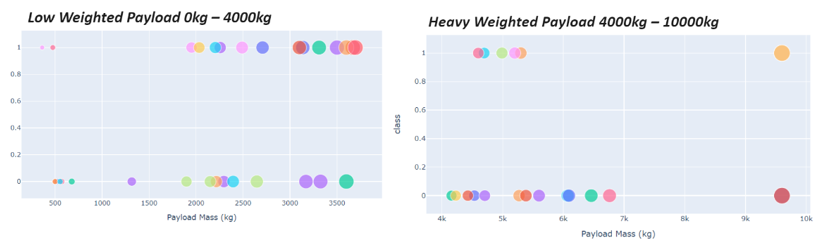 Low Weighted Payload 0kg – 4000kg
1
0.8
0.6
0.4
0.2
0
500
1000
1500
2000
2500
3000
3500
Payload Mass (kg)
Heavy Weighted Payload 4000kg – 10000kg
class
1
0.8
0.6
0.4
0.2
0
4k
5k
6k
7k
8k
9k
10k
Payload Mass (kg)